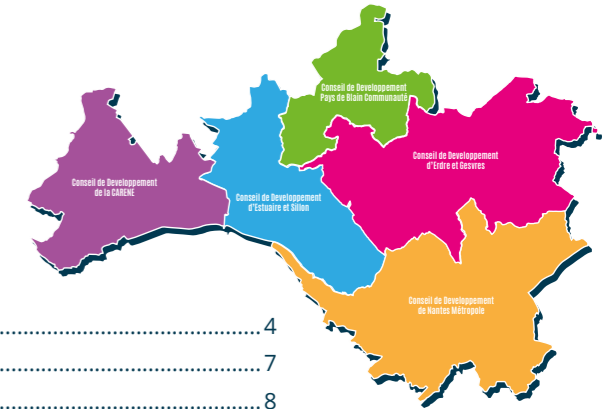 Conseil de Developpement
Pays de Blain Communauté
Conseil de Developpement
d'Erdre et Gesvres
Conseil de Developpement
de la CARENE
Conseil de Developpement
d'Estuaire et Sillon
Conseil de Developpement
de Nantes Métropole
4
7
8